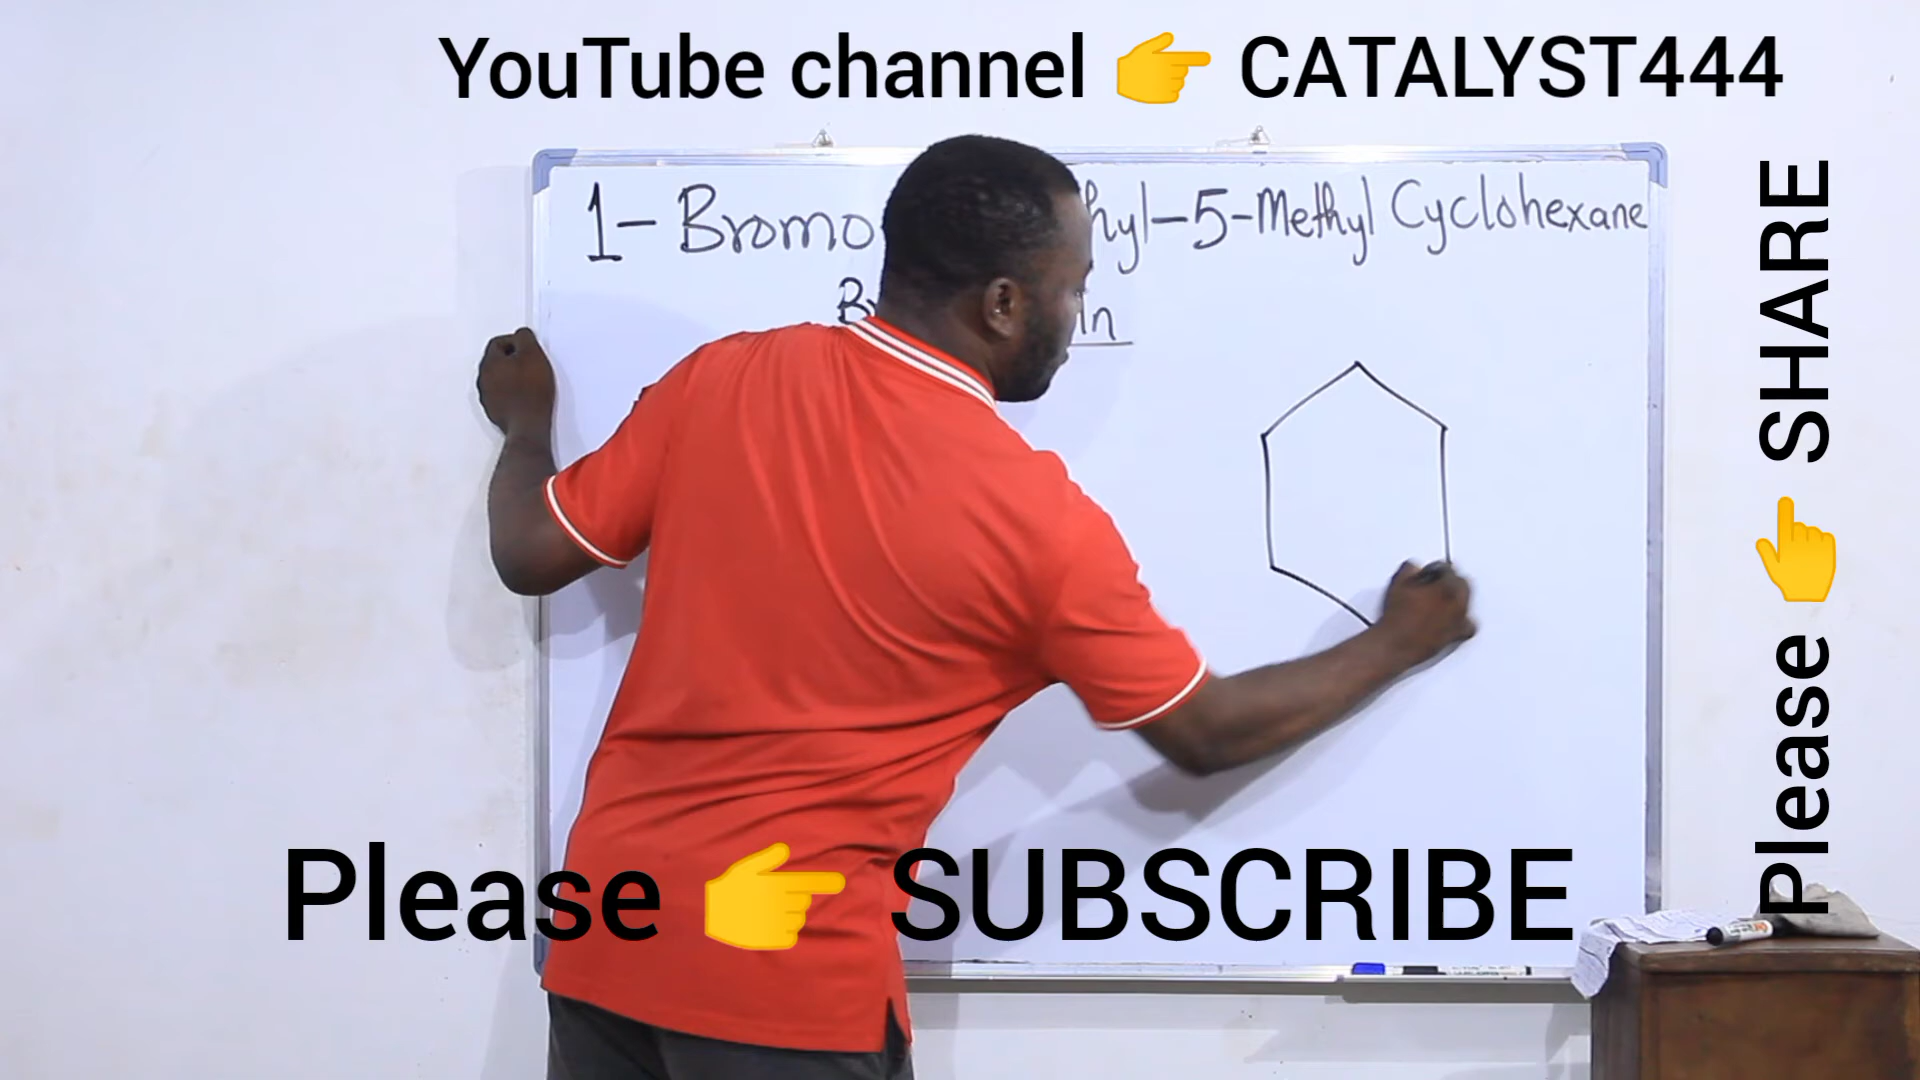 YouTube channel 👉 CATALYST444
1- Bromo hyl-5-Methyl Cyclohexane
Please 👉 SUBSCRIBE
Please 👉 SHARE